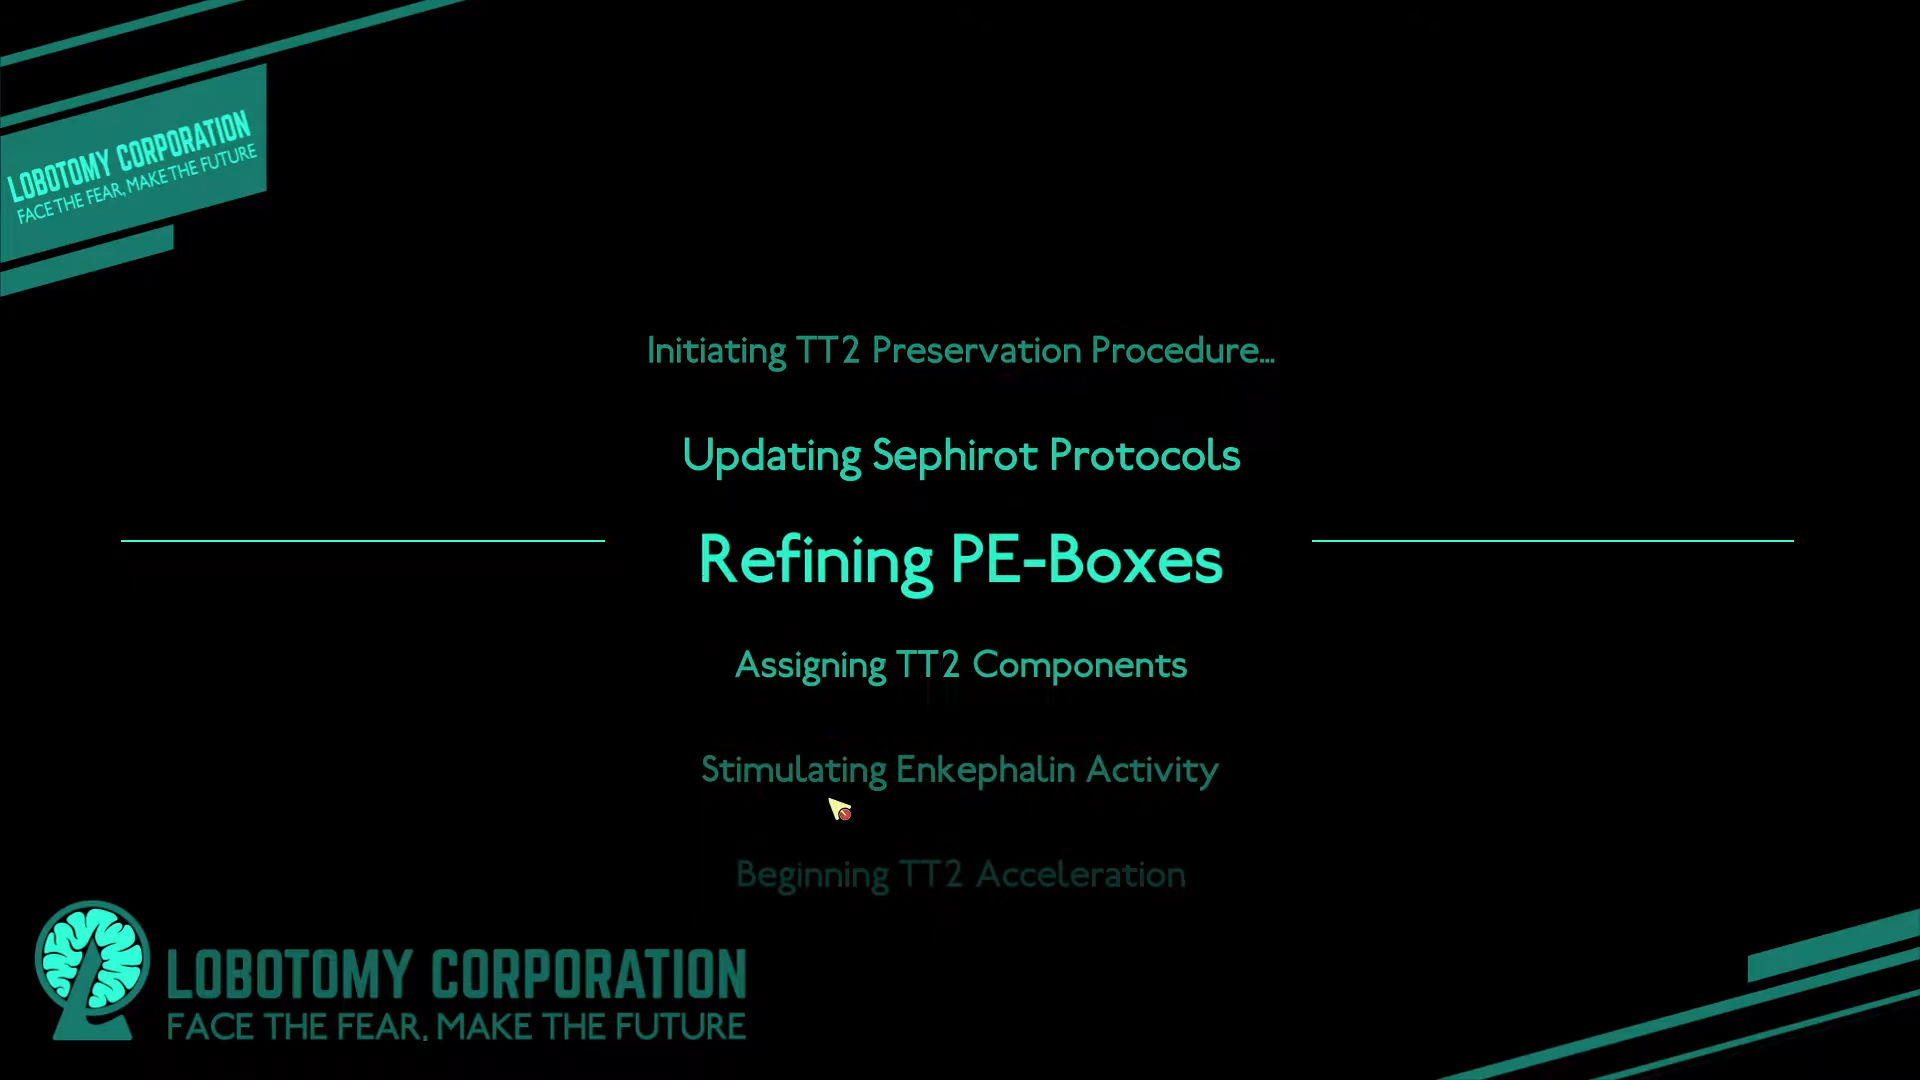 LOBOTOMY CORPORATION
FACE THE FEAR, MAKE THE FUTURE
Initiating TT2 Preservation Procedure...
Updating Sephirot Protocols
Refining PE-Boxes
Assigning TT2 Components
Stimulating Enkephalin Activity
Beginning TT2 Acceleration
LOBOTOMY CORPORATION
FACE THE FEAR, MAKE THE FUTURE